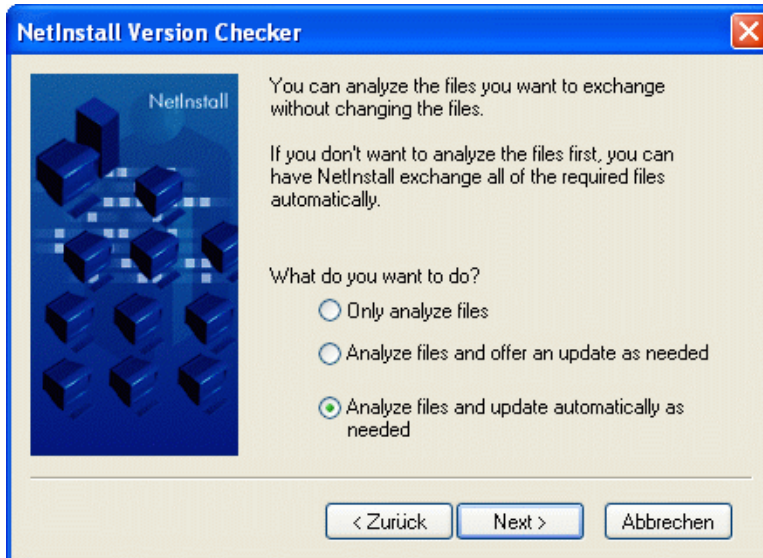 NetInstall Version Checker
NetInstall
You can analyze the files you want to exchange
without changing the files.
If you don't want to analyze the files first, you can
have NetInstall exchange all of the required files
automatically.
What do you want to do?
Only analyze files
Analyze files and offer an update as needed
Analyze files and update automatically as
needed
< Zurück
Next >
Abbrechen